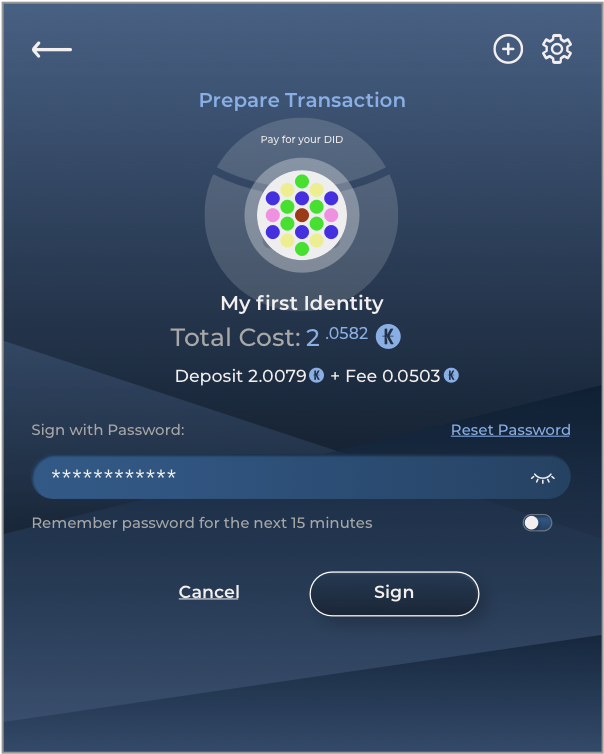 Prepare Transaction
Pay for your DID
My first Identity
Total Cost: 2 .0582 K
Deposit 2.0079 K + Fee 0.0503 K
Sign with Password: Reset Password
************
Remember password for the next 15 minutes
Cancel Sign